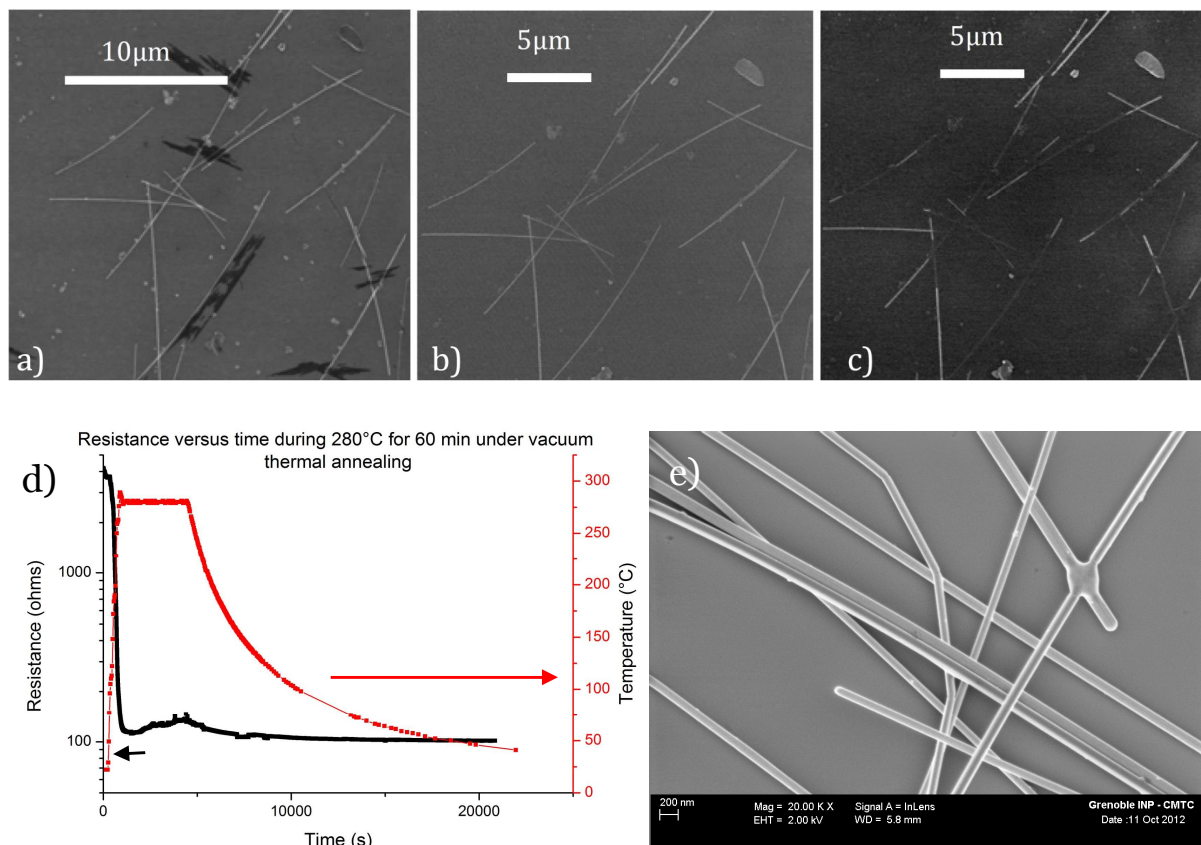 10μm
5μm
5μm
a)
b)
c)
Resistance versus time during 280°C for 60 min under vacuum
thermal annealing
d)
1000
100
Resistance (ohms)
300
250
200
150
100
50
0
Temperature (°C)
0
10000
20000
Time (s)
e)
200 nm
Mag = 20.00 K X
Signal A = InLens
Grenoble INP - CMTC
EHT = 2.00 kV
WD = 5.8 mm
Date :11 Oct 2012